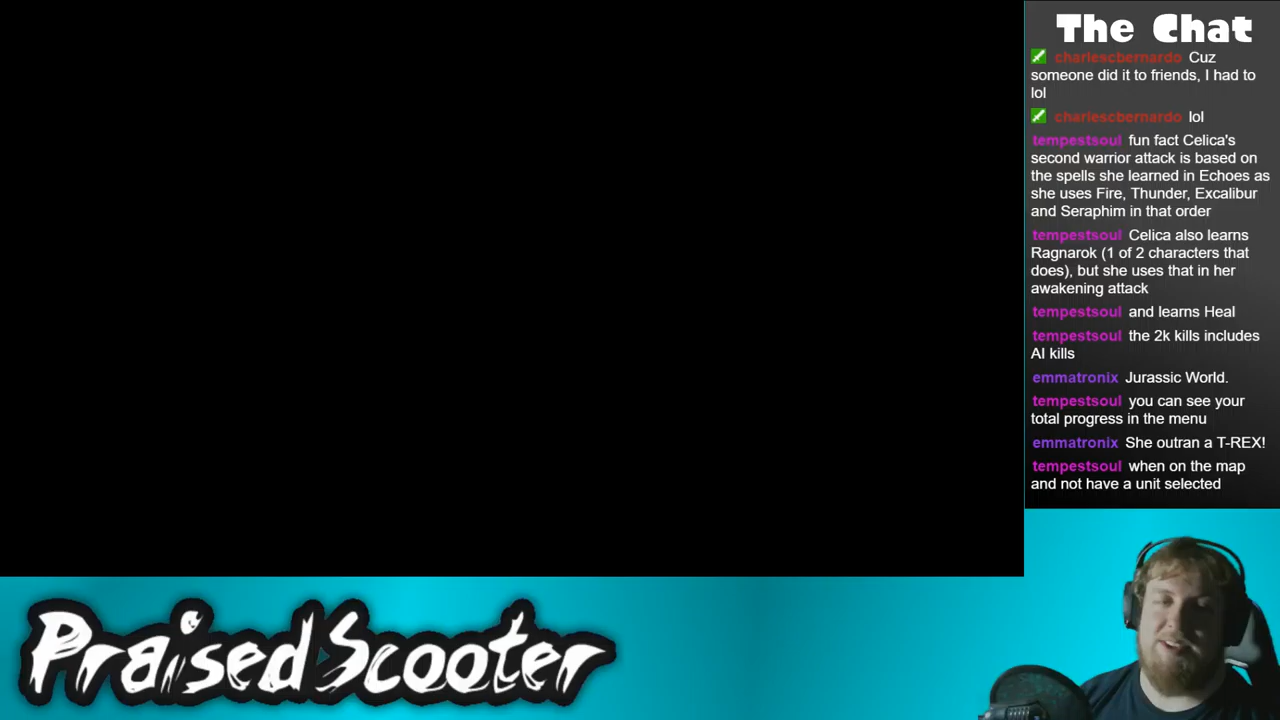 The Chat
charlescbernardo Cuz
someone did it to friends, I had to
lol
charlescbernardo lol
tempestsoul fun fact Celica's
second warrior attack is based on
the spells she learned in Echoes as
she uses Fire, Thunder, Excalibur
and Seraphim in that order
tempestsoul Celica also learns
Ragnarok (1 of 2 characters that
does), but she uses that in her
awakening attack
tempestsoul and learns Heal
tempestsoul the 2k kills includes
AI kills
emmatronix Jurassic World.
tempestsoul you can see your
total progress in the menu
emmatronix She outran a T-REX!
tempestsoul when on the map
and not have a unit selected
PraisedScooter